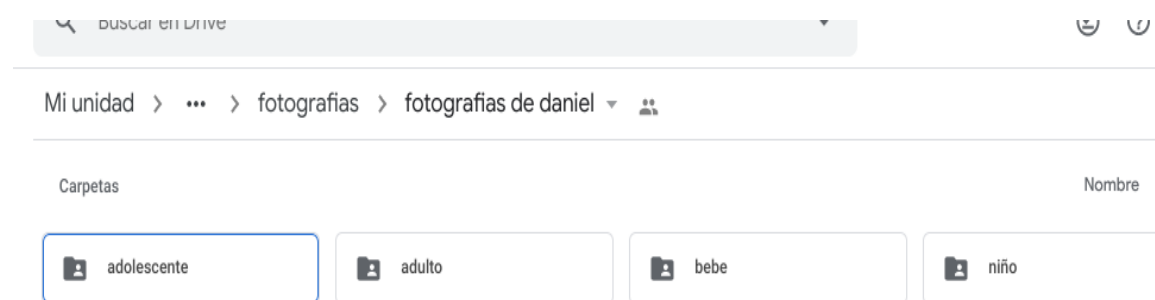 Buscar en Drive
Mi unidad > ... > fotografias > fotografias de daniel
Carpetas Nombre
adolescente adulto bebe niño